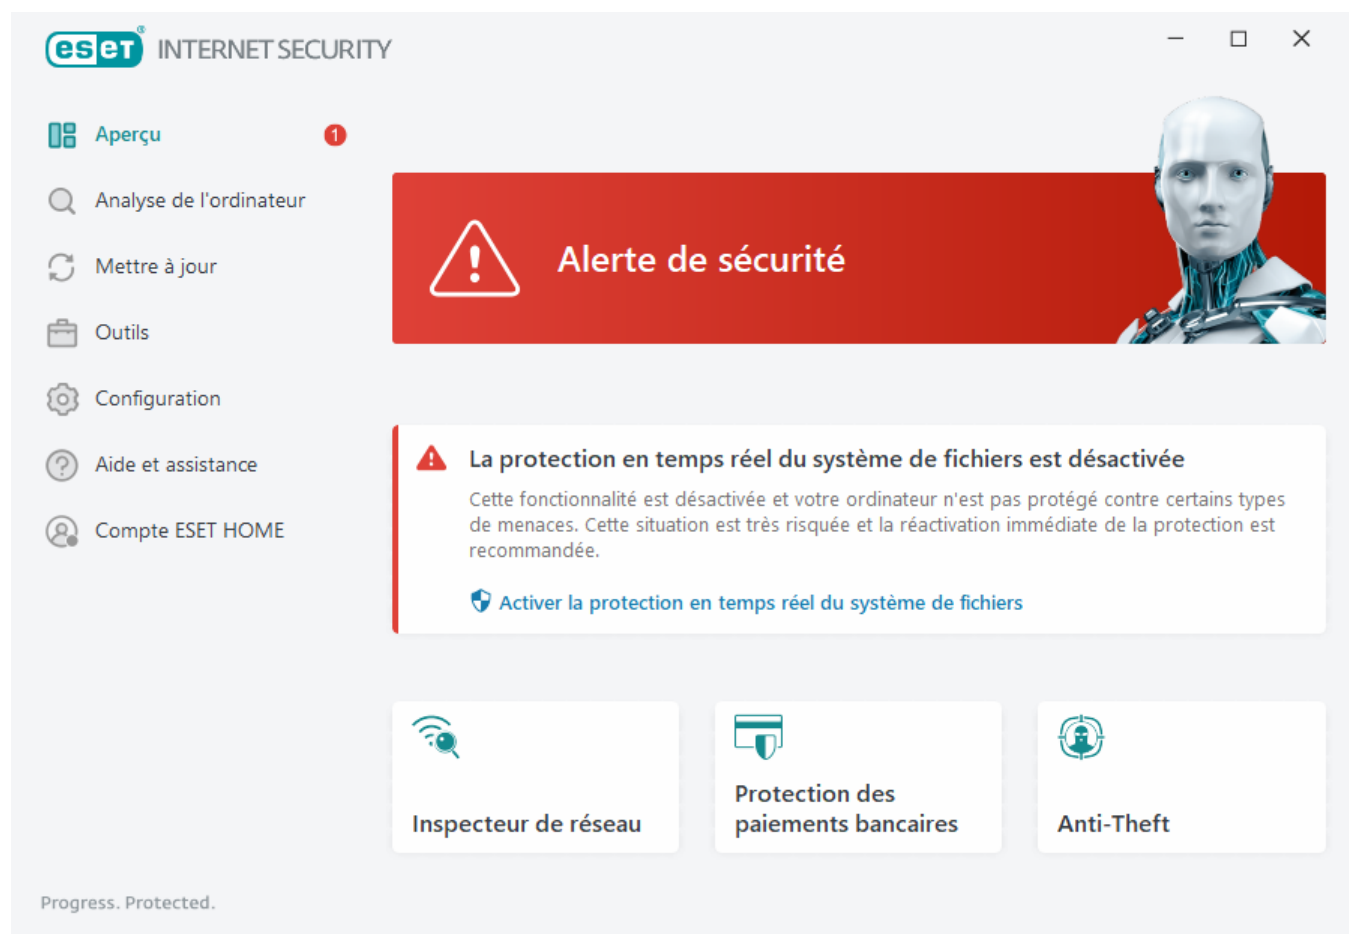 eset® INTERNET SECURITY
Aperçu
1
Analyse de l'ordinateur
Mettre à jour
Outils
Configuration
Aide et assistance
Compte ESET HOME
Alerte de sécurité
La protection en temps réel du système de fichiers est désactivée
Cette fonctionnalité est désactivée et votre ordinateur n'est pas protégé contre certains types
de menaces. Cette situation est très risquée et la réactivation immédiate de la protection est
recommandée.
Activer la protection en temps réel du système de fichiers
Inspecteur de réseau
Protection des
paiements bancaires
Anti-Theft
Progress. Protected.